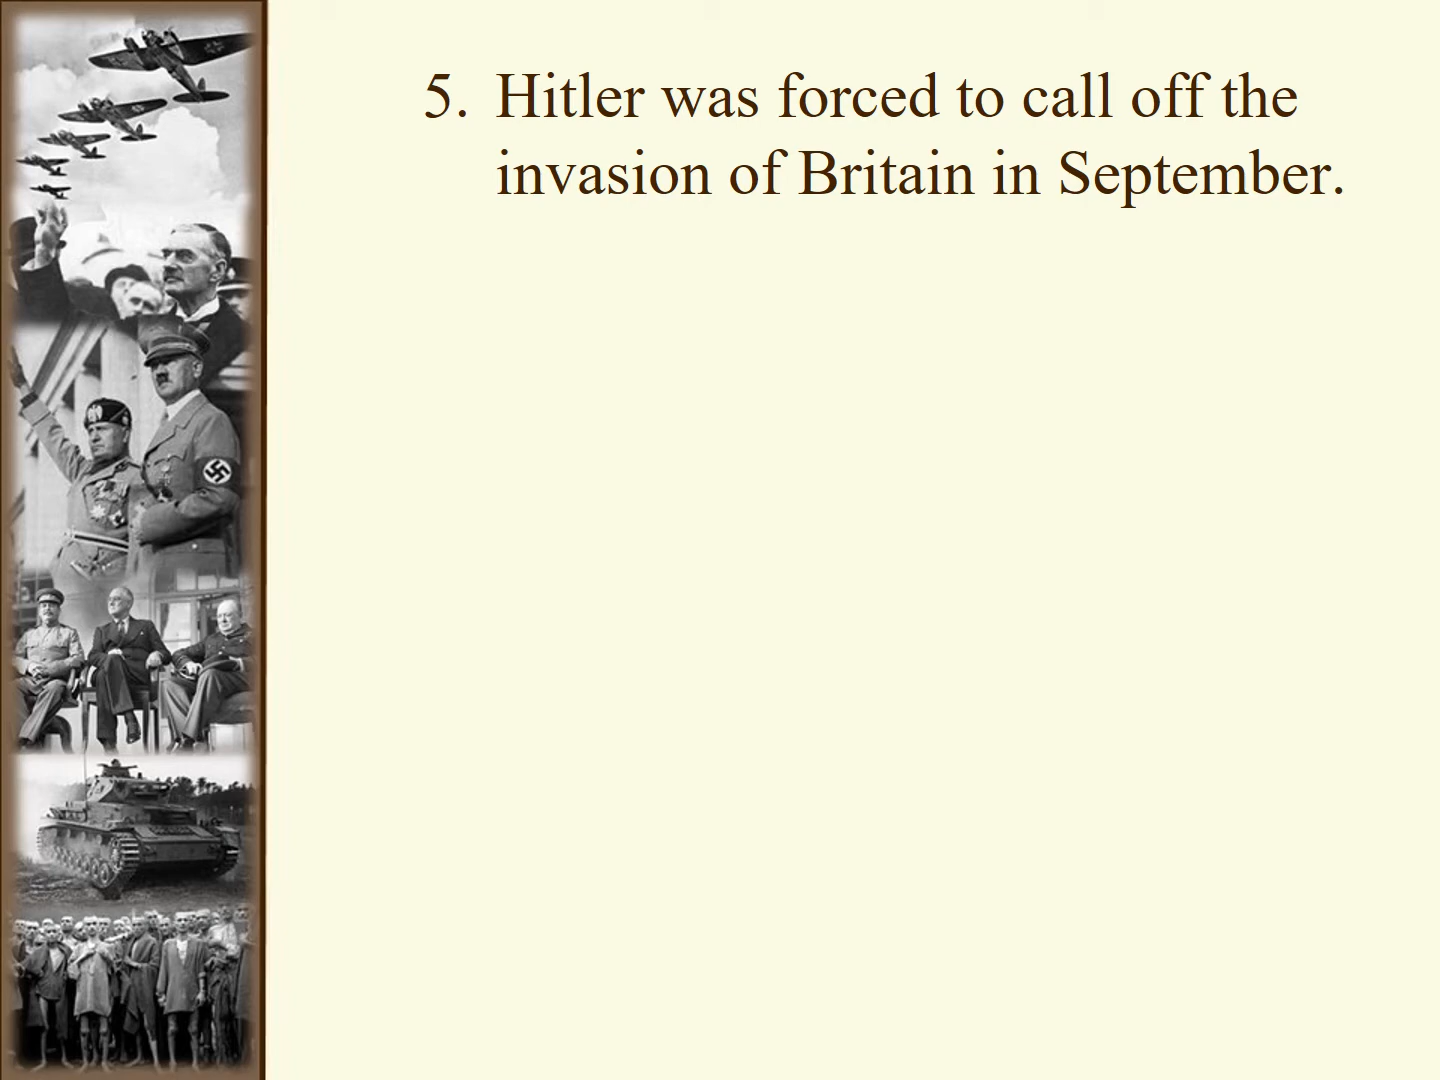 5. Hitler was forced to call off the
invasion of Britain in September.